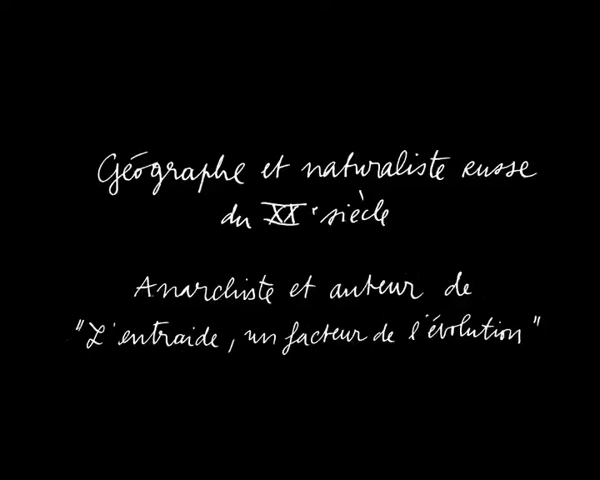 Géographe et naturaliste russe
du XXe siècle
Anarchiste et auteur de
"L'entraide, un facteur de l'évolution"